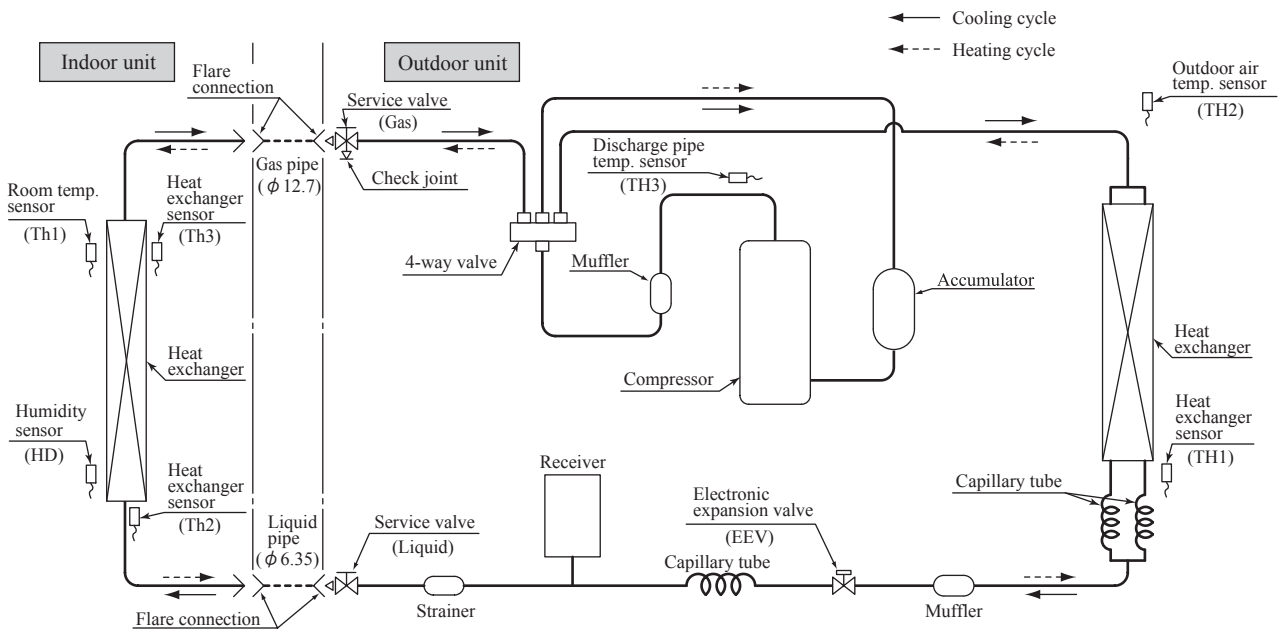 Cooling cycle
Heating cycle
Indoor unit
Outdoor unit
Flare connection
Service valve
(Gas)
Outdoor air
temp. sensor
(TH2)
Discharge pipe
temp. sensor
(TH3)
Gas pipe
(ϕ 12.7)
Check joint
Room temp.
sensor
(Th1)
Heat
exchanger
sensor
(Th3)
4-way valve
Muffler
Accumulator
Heat
exchanger
Heat
exchanger
Compressor
Humidity
sensor
(HD)
Heat
exchanger
sensor
(TH1)
Heat
exchanger
sensor
(Th2)
Receiver
Capillary tube
Electronic
expansion valve
(EEV)
Liquid
pipe
(ϕ 6.35)
Service valve
(Liquid)
Capillary tube
Strainer
Muffler
Flare connection